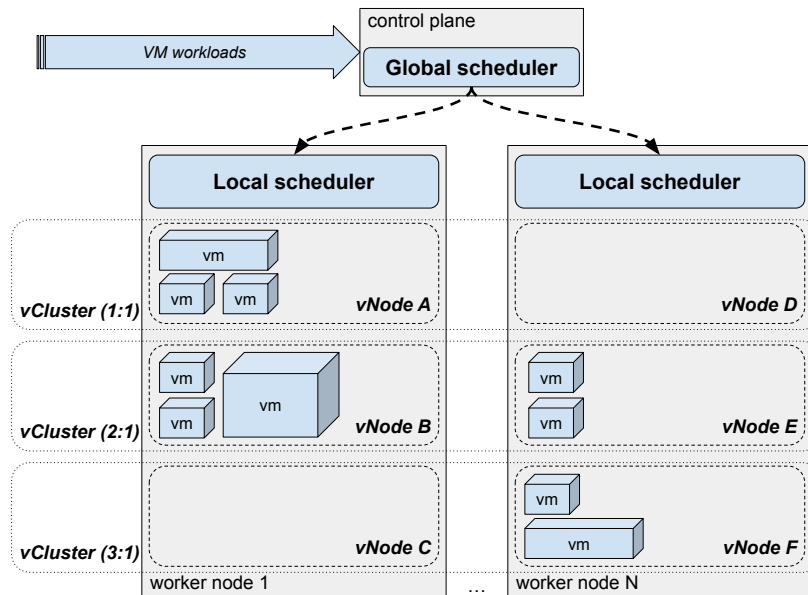 control plane
VM workloads
Global scheduler
Local scheduler
Local scheduler
vm
vm
vm
vCluster (1:1)
vNode A
vNode D
vm
vm
vm
vm
vm
vCluster (2:1)
vNode B
vNode E
vm
vm
vCluster (3:1)
vNode C
vNode F
worker node 1
...
worker node N